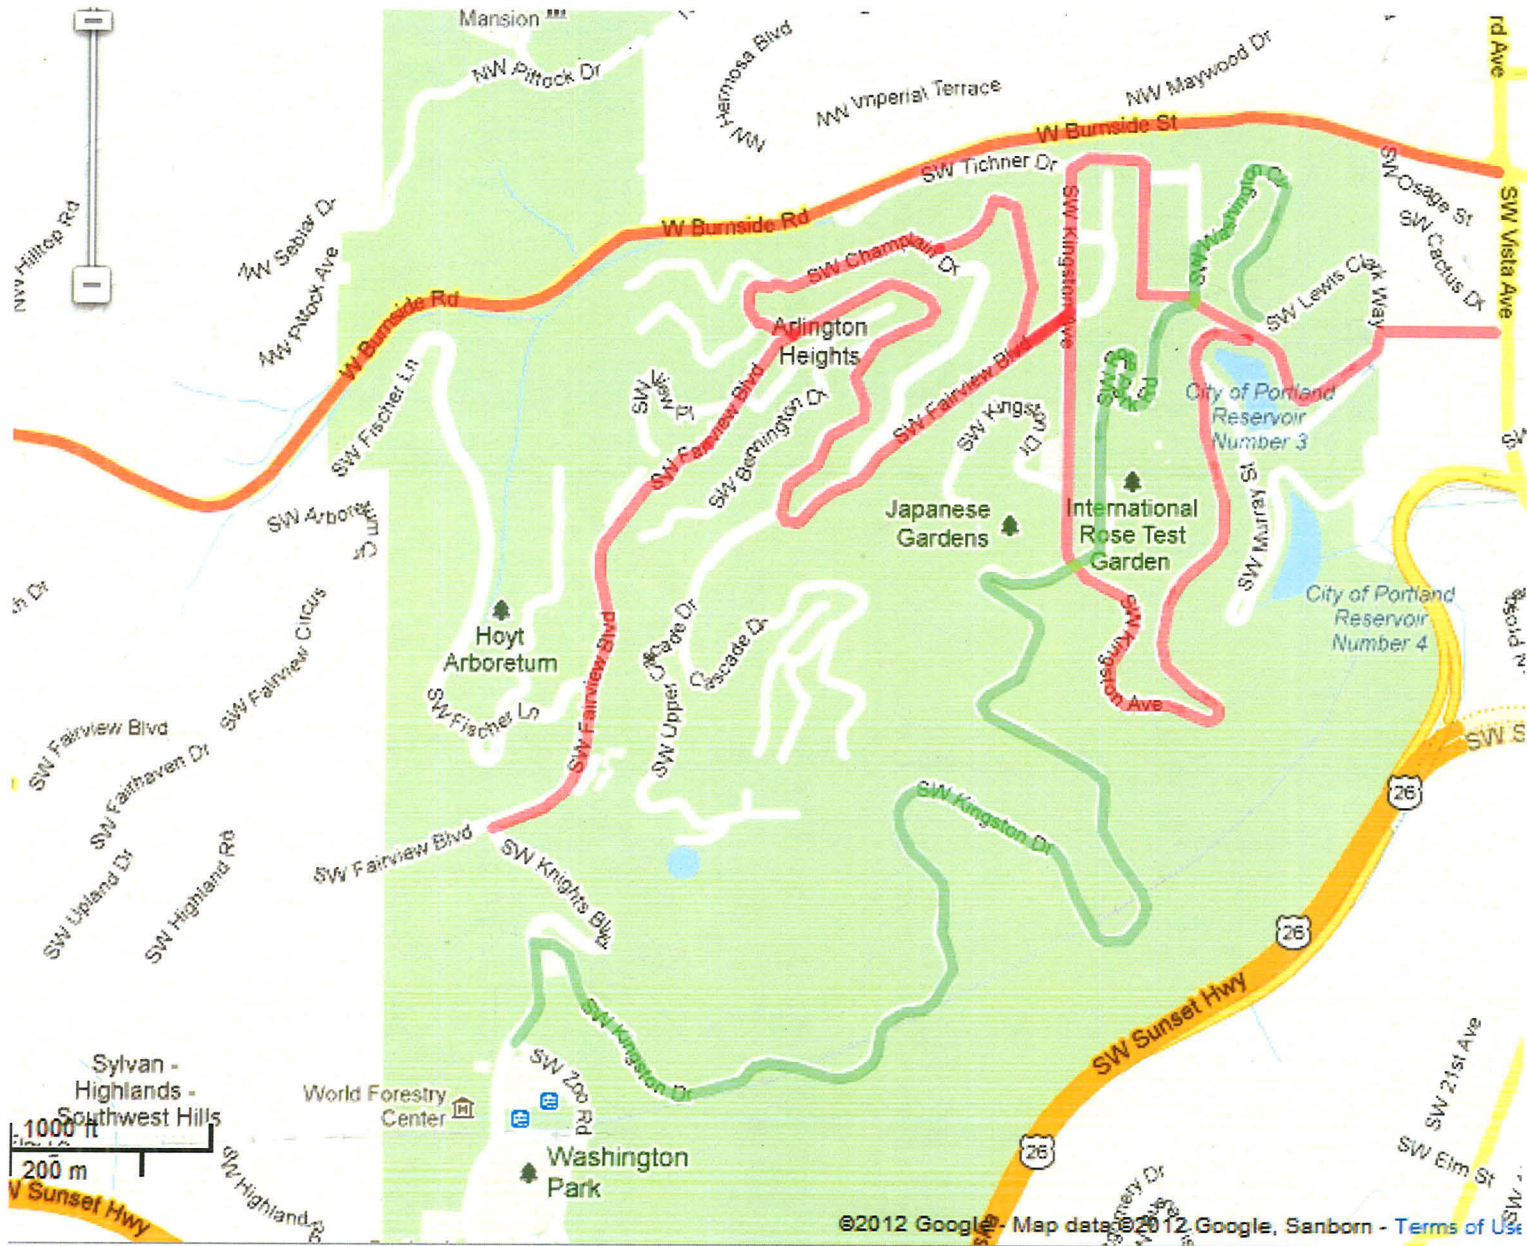 Mansion
NW Pittock Dr
NW Hermosa Blvd
NW
NW Imperial Terrace
NW Maywood Dr
rd Ave
W Burnside St
SW Tichner Dr
SW Osage St
SW Cactus Dr
SW Vista Ave
NW Hilltop Rd
NW Pittock Ave
W Burnside Rd
W Burnside Rd
SW Champlain Dr
SW Kingston Ave
SW Washington
SW Lewis Clark Way
Arlington
Heights
SW Fischer Ln
SW View Pl
SW Fairview Blvd
SW Bennington Dr
SW Fairview Blvd
SW Kingston Dr
City of Portland
Reservoir
Number 3
SW Murray St
Japanese
Gardens
International
Rose Test
Garden
City of Portland
Reservoir
Number 4
SW Fairview Circus
Hoyt
Arboretum
SW Fischer Ln
SW Fairview Blvd
SW Upper Cascade Dr
Cascade Dr
SW Kingston Ave
SW S
SW Fairview Blvd
SW Fairhaven Dr
SW Upland Dr
SW Highland Rd
SW Fairview Blvd
SW Knights Blvd
SW Kingston Dr
26
26
SW Sunset Hwy
SW Kingston Dr
SW Zoo Rd
Sylvan -
Highlands -
Southwest Hills
World Forestry
Center
1000 ft
200 m
SW Highland
Sunset Hwy
Washington
Park
26
SW 21st Ave
SW Elm St
©2012 Google - Map data ©2012 Google, Sanborn - Terms of Use